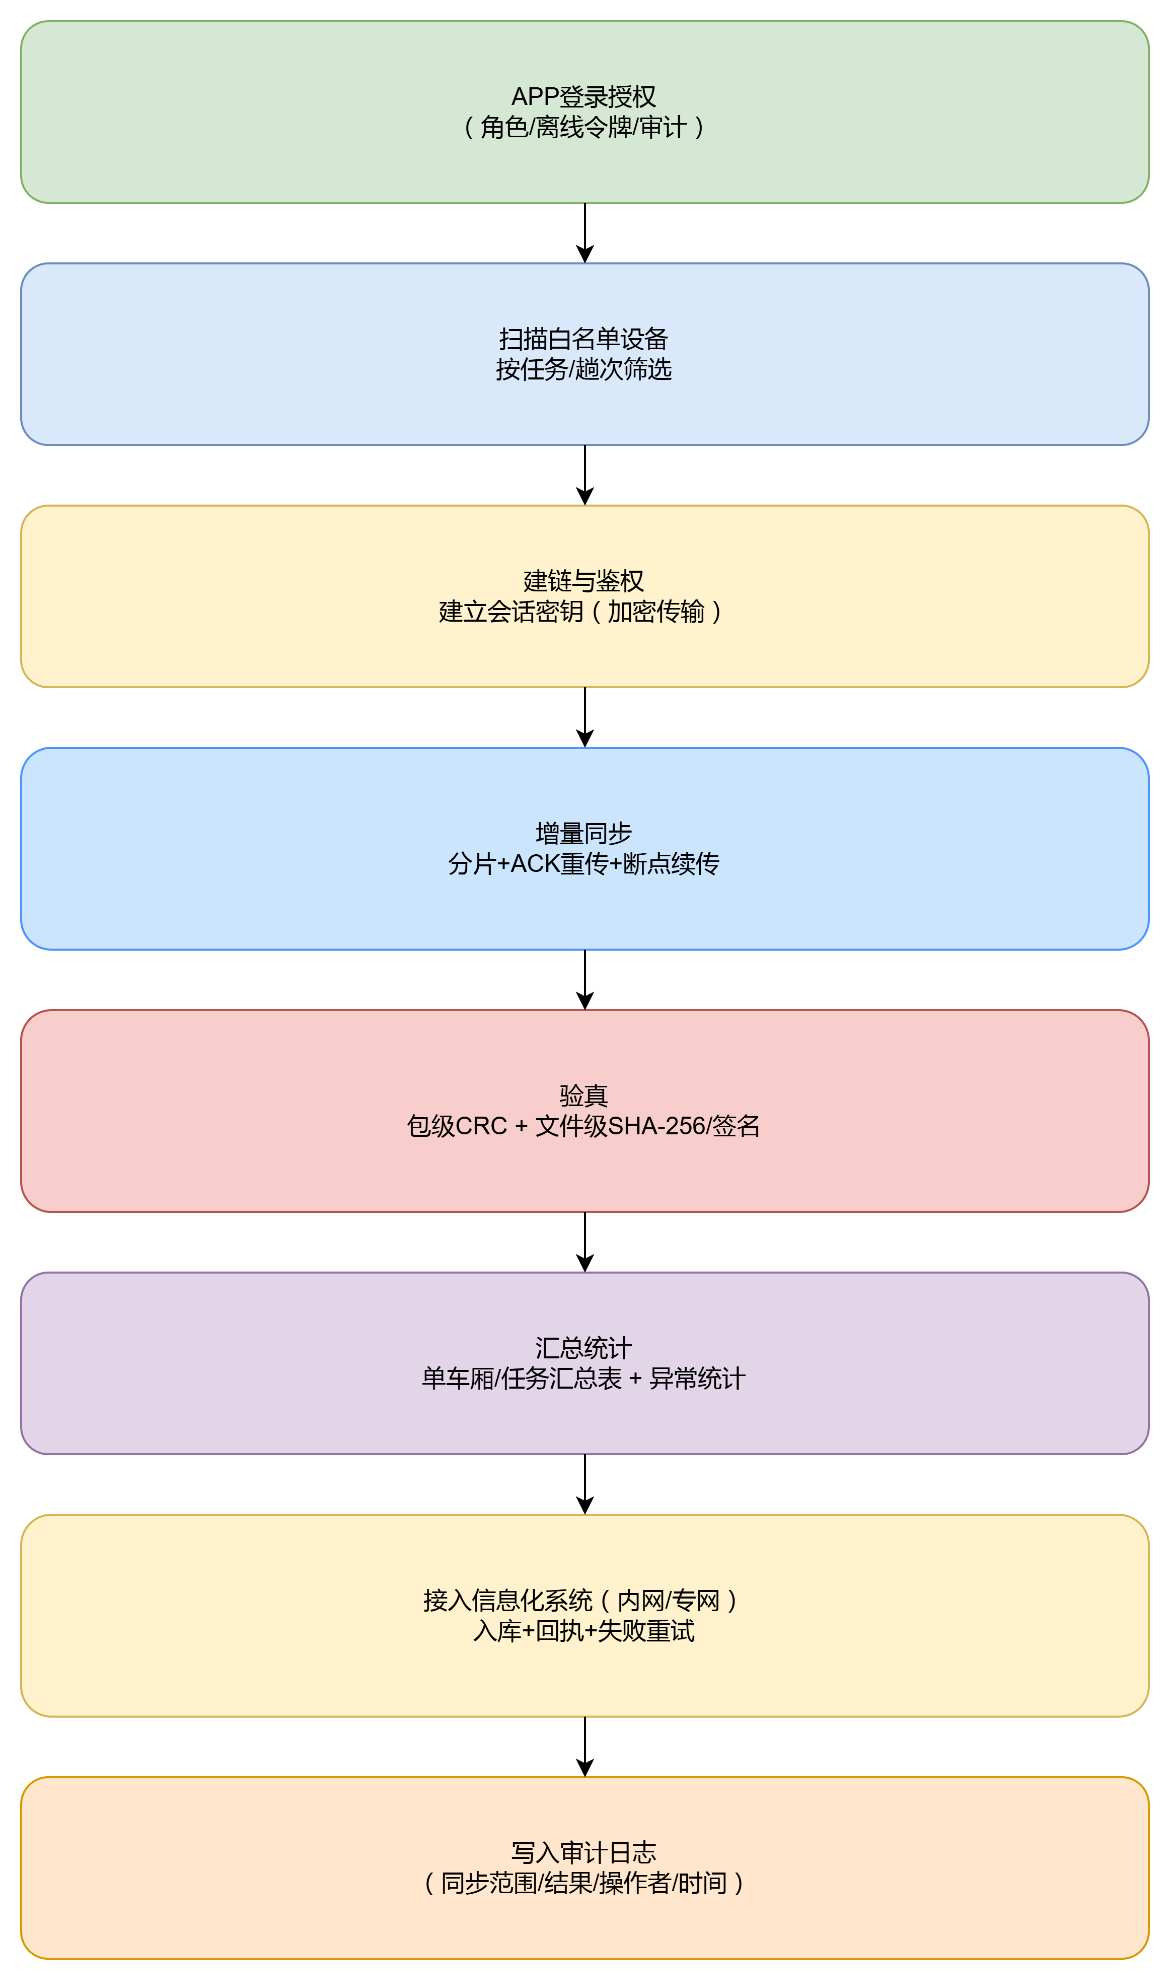 APP登录授权
（角色/离线令牌/审计）
扫描白名单设备
按任务/趟次筛选
建链与鉴权
建立会话密钥（加密传输）
增量同步
分片+ACK重传+断点续传
验真
包级CRC + 文件级SHA-256/签名
汇总统计
单车厢/任务汇总表 + 异常统计
接入信息化系统（内网/专网）
入库+回执+失败重试
写入审计日志
（同步范围/结果/操作者/时间）